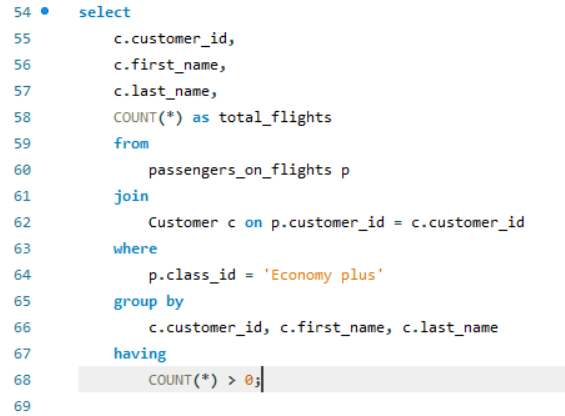 54 select
55 c.customer_id,
56 c.first_name,
57 c.last_name,
58 COUNT(*) as total_flights
59 from
60 passengers_on_flights p
61 join
62 Customer c on p.customer_id = c.customer_id
63 where
64 p.class_id = 'Economy plus'
65 group by
66 c.customer_id, c.first_name, c.last_name
67 having
68 COUNT(*) > 0;
69